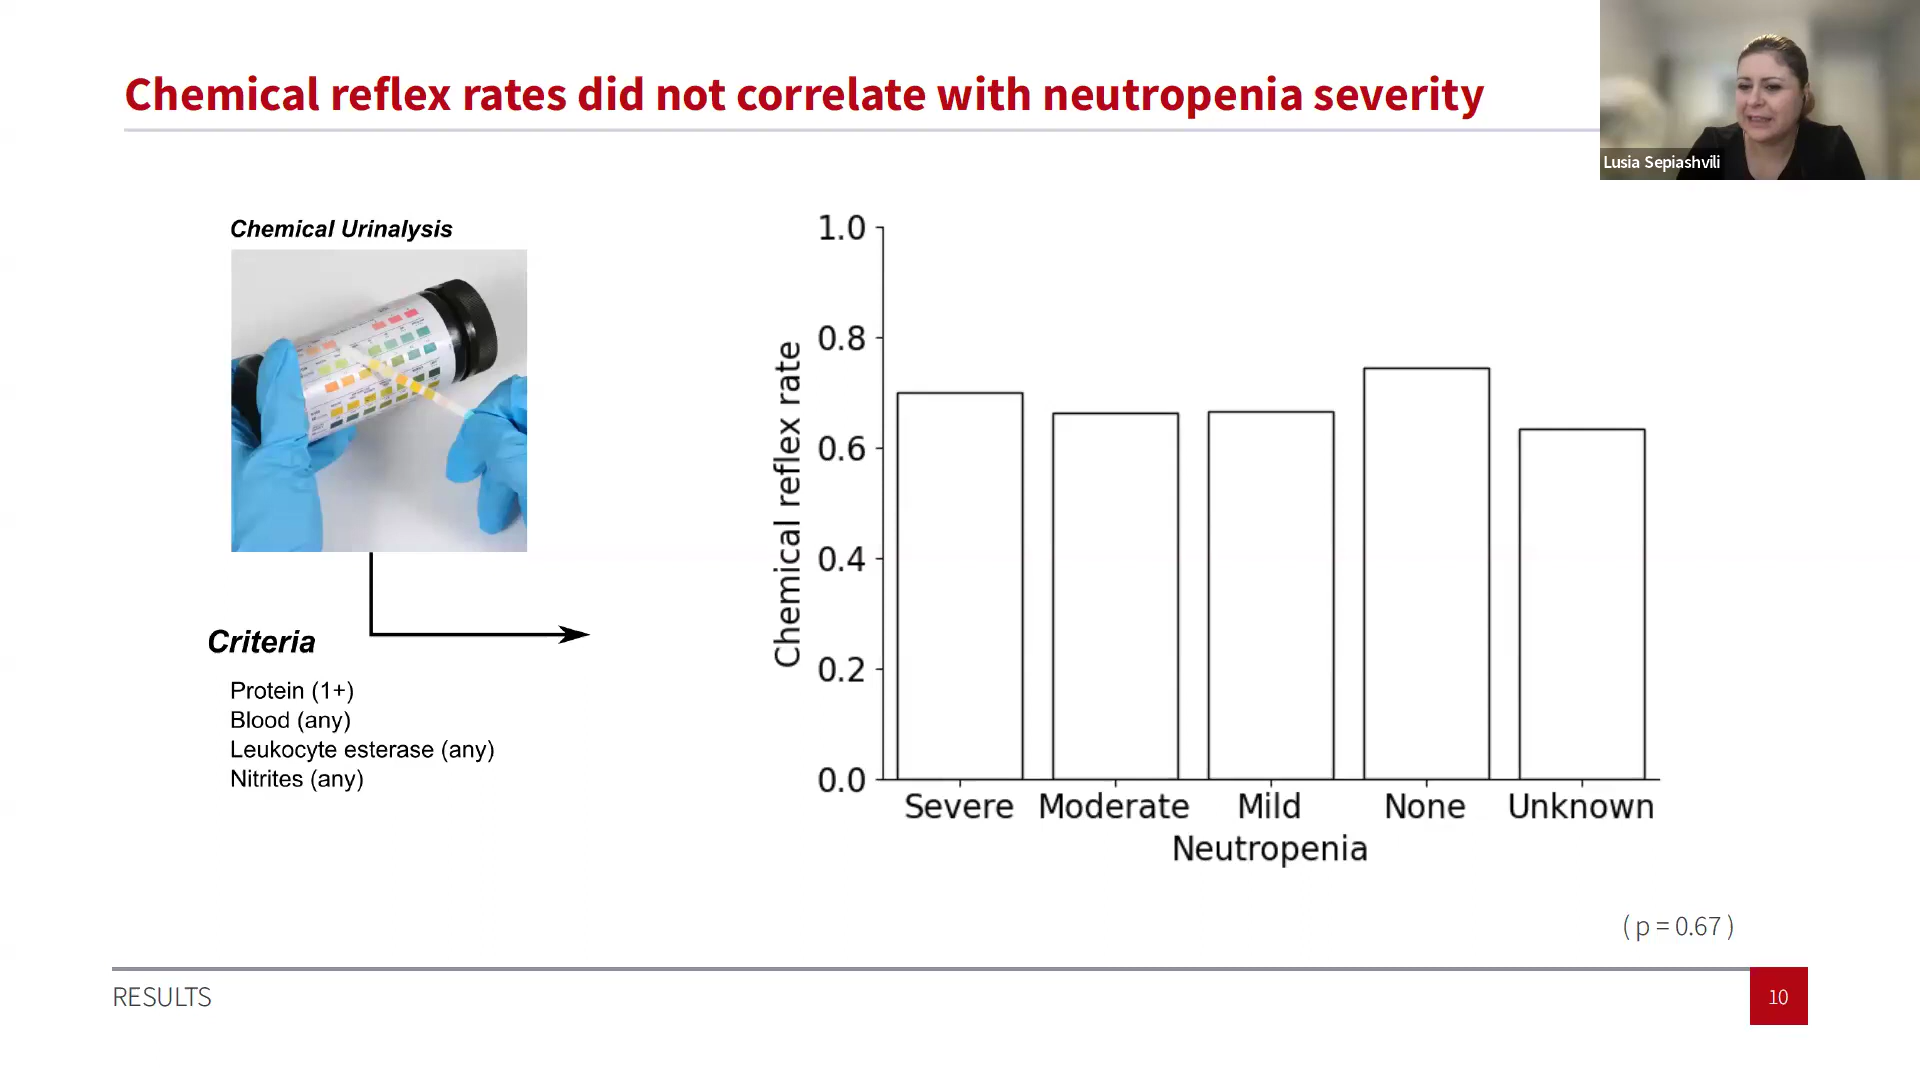 Chemical reflex rates did not correlate with neutropenia severity
Lusia Sepiashvili
Chemical Urinalysis
Criteria
Protein (1+)
Blood (any)
Leukocyte esterase (any)
Nitrites (any)
Chemical reflex rate
1.0
0.8
0.6
0.4
0.2
0.0
Severe Moderate Mild None Unknown
Neutropenia
( p = 0.67 )
RESULTS
10